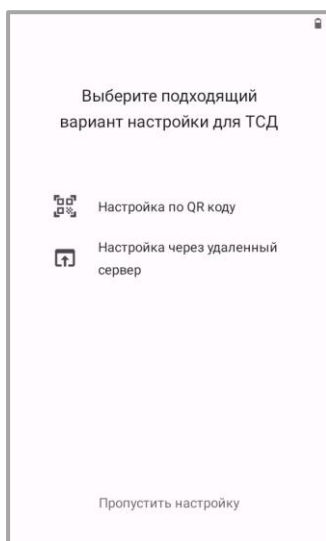 Выберите подходящий
вариант настройки для ТСД
Настройка по QR коду
Настройка через удаленный
сервер
Пропустить настройку